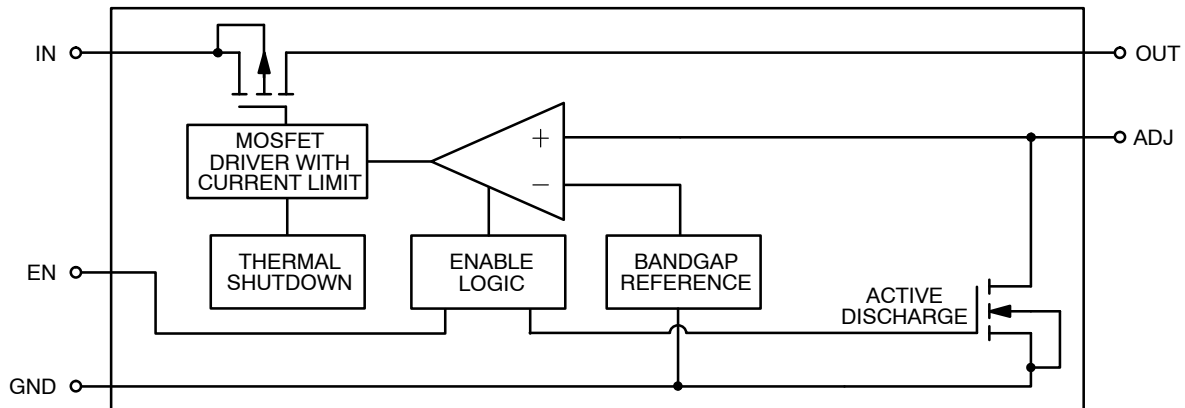 IN
OUT
MOSFET
DRIVER WITH
CURRENT LIMIT
+
−
ADJ
THERMAL
SHUTDOWN
ENABLE
LOGIC
BANDGAP
REFERENCE
EN
ACTIVE
DISCHARGE
GND